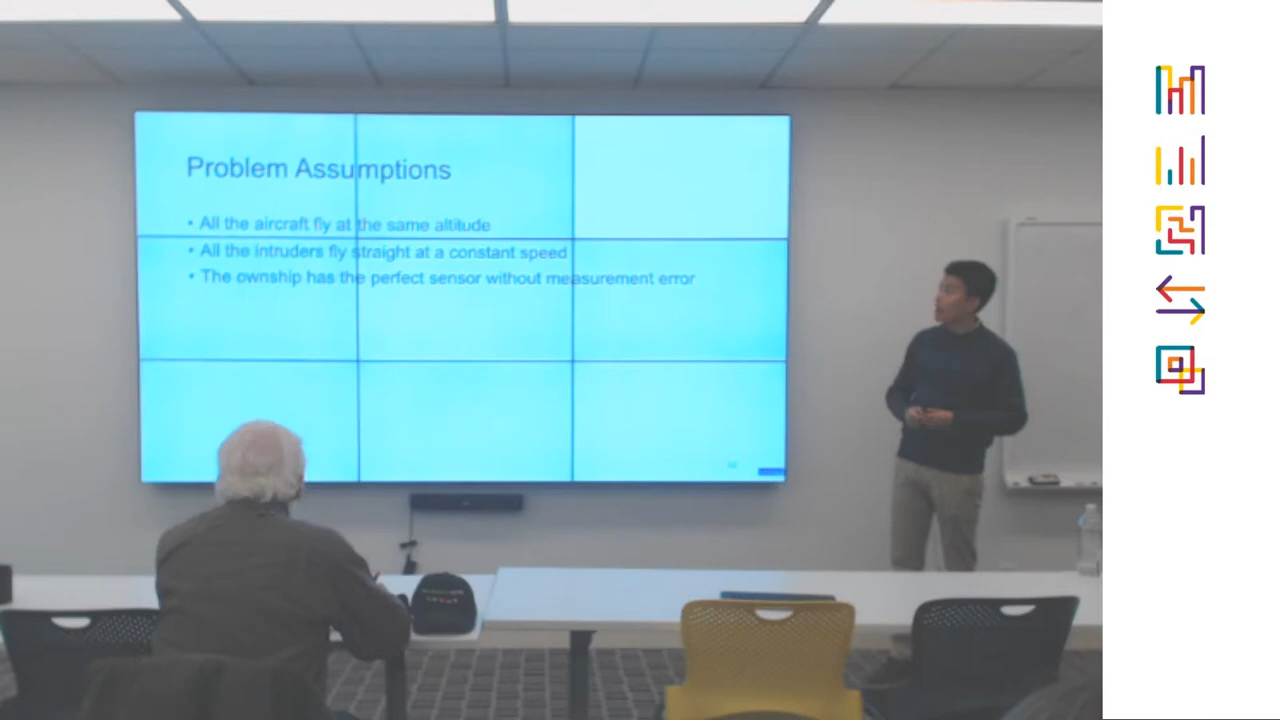 Problem Assumptions
• All the aircraft fly at the same altitude
• All the intruders fly straight at a constant speed
• The ownship has the perfect sensor without measurement error